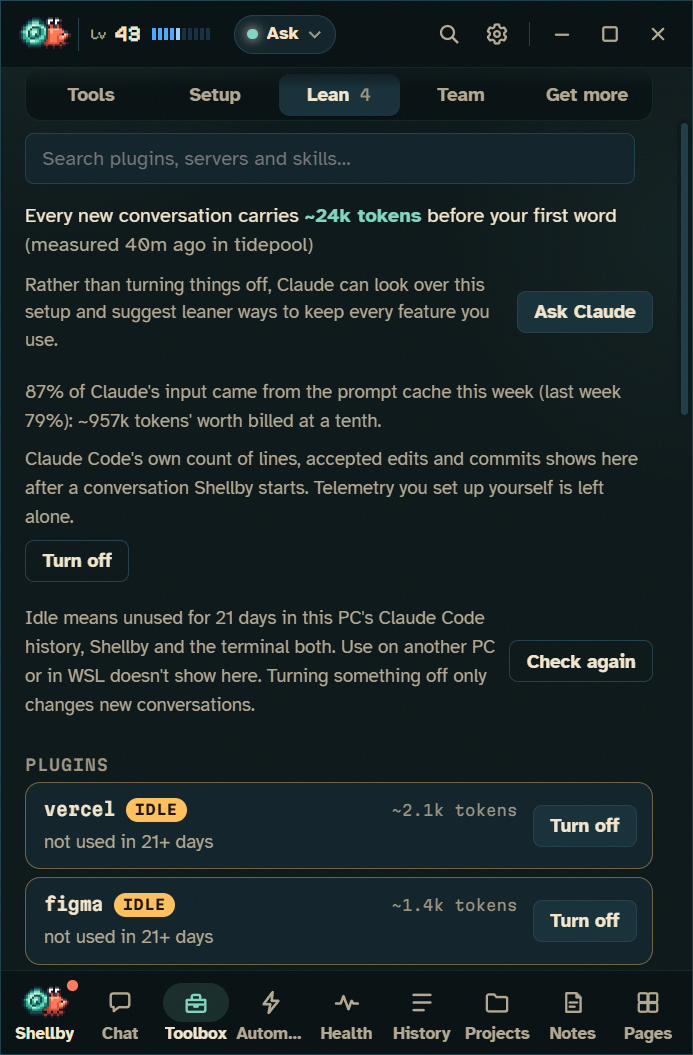 Lv 43
Ask
Tools
Setup
Lean 4
Team
Get more
Search plugins, servers and skills...
Every new conversation carries ~24k tokens before your first word
(measured 40m ago in tidepool)
Rather than turning things off, Claude can look over this
setup and suggest leaner ways to keep every feature you
use.
Ask Claude
87% of Claude's input came from the prompt cache this week (last week
79%): ~957k tokens' worth billed at a tenth.
Claude Code's own count of lines, accepted edits and commits shows here
after a conversation Shellby starts. Telemetry you set up yourself is left
alone.
Turn off
Idle means unused for 21 days in this PC's Claude Code
history, Shellby and the terminal both. Use on another PC
or in WSL doesn't show here. Turning something off only
changes new conversations.
Check again
PLUGINS
vercel IDLE
~2.1k tokens
Turn off
not used in 21+ days
figma IDLE
~1.4k tokens
Turn off
not used in 21+ days
Shellby
Chat
Toolbox
Autom...
Health
History
Projects
Notes
Pages